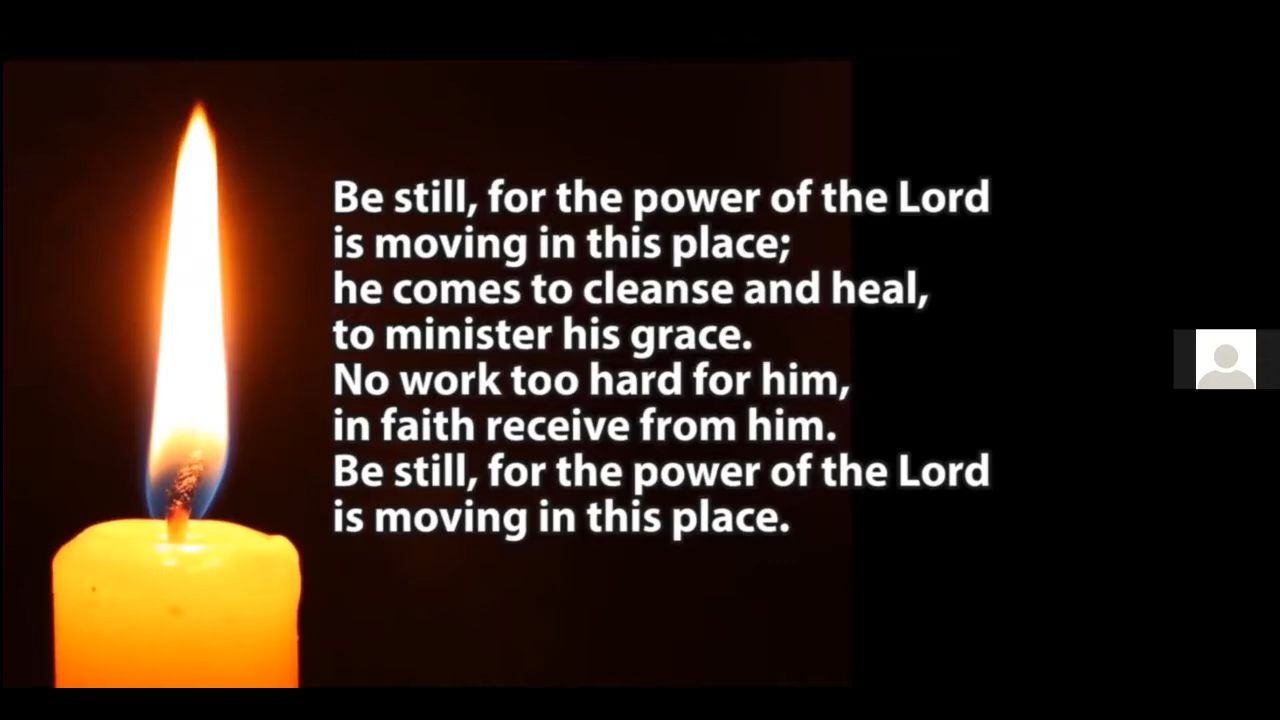 Be still, for the power of the Lord
is moving in this place;
he comes to cleanse and heal,
to minister his grace.
No work too hard for him,
in faith receive from him.
Be still, for the power of the Lord
is moving in this place.